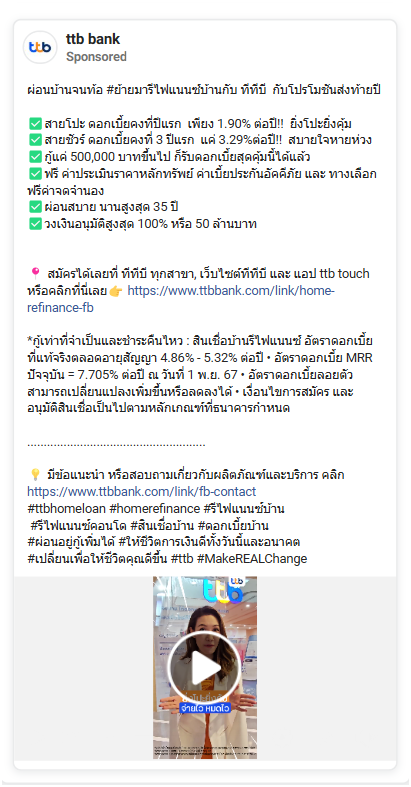 ttb
ttb bank
Sponsored
ผ่อนบ้านจนท้อ #ย้ายมารีไฟแนนซ์บ้านกับ ทีทีบี กับโปรโมชันส่งท้ายปี
✅ สายโปะ ดอกเบี้ยคงที่ปีแรก เพียง 1.90% ต่อปี!! ยิ่งโปะยิ่งคุ้ม
✅ สายชัวร์ ดอกเบี้ยคงที่ 3 ปีแรก แค่ 3.29%ต่อปี!! สบายใจหายห่วง
✅ กู้แค่ 500,000 บาทขึ้นไป ก็รับดอกเบี้ยสุดคุ้มนี้ได้แล้ว
✅ ฟรี ค่าประเมินราคาหลักทรัพย์ ค่าเบี้ยประกันอัคคีภัย และ ทางเลือก
ฟรีค่าจดจำนอง
✅ ผ่อนสบาย นานสูงสุด 35 ปี
✅ วงเงินอนุมัติสูงสุด 100% หรือ 50 ล้านบาท
📍 สมัครได้เลยที่ ทีทีบี ทุกสาขา, เว็บไซต์ทีทีบี และ แอป ttb touch
หรือคลิกที่นี่เลย👉 https://www.ttbbank.com/link/home-
refinance-fb
*กู้เท่าที่จำเป็นและชำระคืนไหว : สินเชื่อบ้านรีไฟแนนซ์ อัตราดอกเบี้ย
ที่แท้จริงตลอดอายุสัญญา 4.86% - 5.32% ต่อปี • อัตราดอกเบี้ย MRR
ปัจจุบัน = 7.705% ต่อปี ณ วันที่ 1 พ.ย. 67 • อัตราดอกเบี้ยลอยตัว
สามารถเปลี่ยนแปลงเพิ่มขึ้นหรือลดลงได้ • เงื่อนไขการสมัคร และ
อนุมัติสินเชื่อเป็นไปตามหลักเกณฑ์ที่ธนาคารกำหนด
......................................................
💡 มีข้อแนะนำ หรือสอบถามเกี่ยวกับผลิตภัณฑ์และบริการ คลิก
https://www.ttbbank.com/link/fb-contact
#ttbhomeloan #homerefinance #รีไฟแนนซ์บ้าน
#รีไฟแนนซ์คอนโด #สินเชื่อบ้าน #ดอกเบี้ยบ้าน
#ผ่อนอยู่กู้เพิ่มได้ #ให้ชีวิตการเงินดีทั้งวันนี้และอนาคต
#เปลี่ยนเพื่อให้ชีวิตคุณดีขึ้น #ttb #MakeREALChange
ttb
จ่ายไว หมดไว